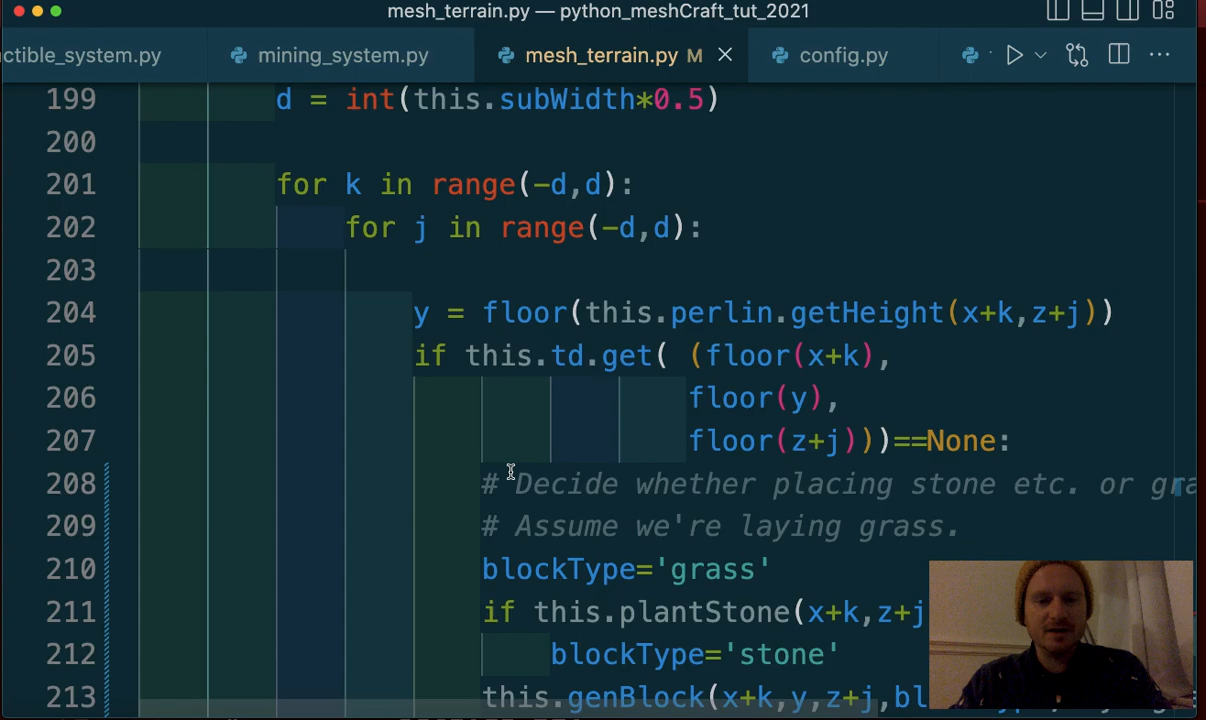 mesh_terrain.py — python_meshCraft_tut_2021
ctible_system.py mining_system.py mesh_terrain.py M config.py
199 d = int(this.subWidth*0.5)
200
201 for k in range(-d,d):
202 for j in range(-d,d):
203
204 y = floor(this.perlin.getHeight(x+k,z+j))
205 if this.td.get( (floor(x+k),
206 floor(y),
207 floor(z+j)))==None:
208 # Decide whether placing stone etc. or gra
209 # Assume we're laying grass.
210 blockType='grass'
211 if this.plantStone(x+k,z+j
212 blockType='stone'
213 this.genBlock(x+k,y,z+j,bl